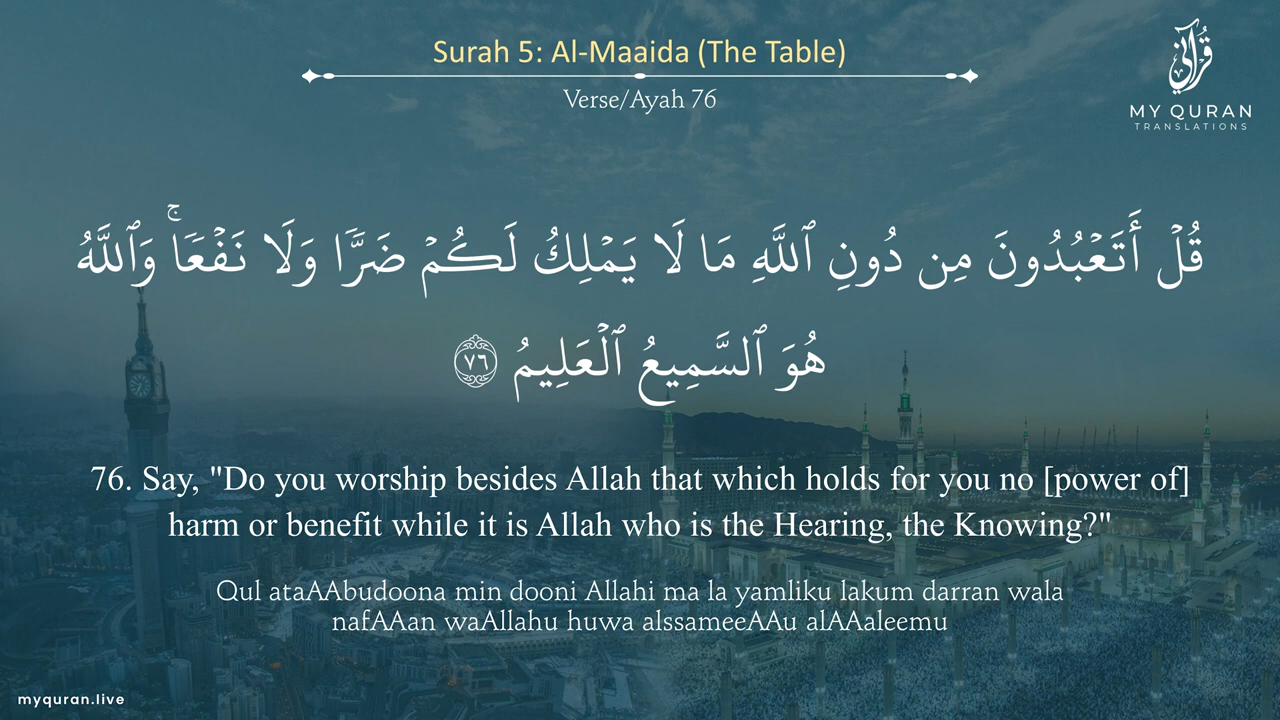 Surah 5: Al-Maaida (The Table)
Verse/Ayah 76
قرآني
MY QURAN
TRANSLATIONS
قُلْ أَتَعْبُدُونَ مِن دُونِ ٱللَّهِ مَا لَا يَمْلِكُ لَكُمْ ضَرًّا وَلَا نَفْعًا ۚ وَٱللَّهُ
هُوَ ٱلسَّمِيعُ ٱلْعَلِيمُ ٧٦
76. Say, "Do you worship besides Allah that which holds for you no [power of]
harm or benefit while it is Allah who is the Hearing, the Knowing?"
Qul ataAAbudoona min dooni Allahi ma la yamliku lakum darran wala
nafAAan waAllahu huwa alssameeAAu alAAaleemu
myquran.live